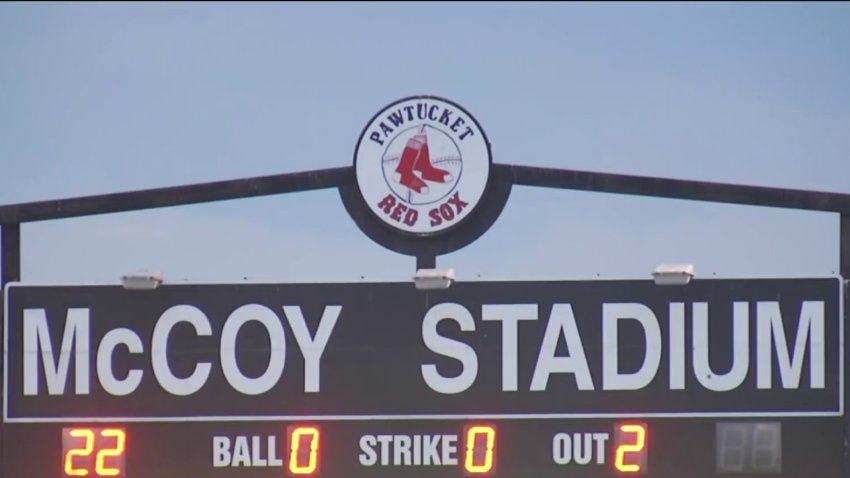 PAWTUCKET
RED SOX
McCOY STADIUM
22 BALL 0 STRIKE 0 OUT 2